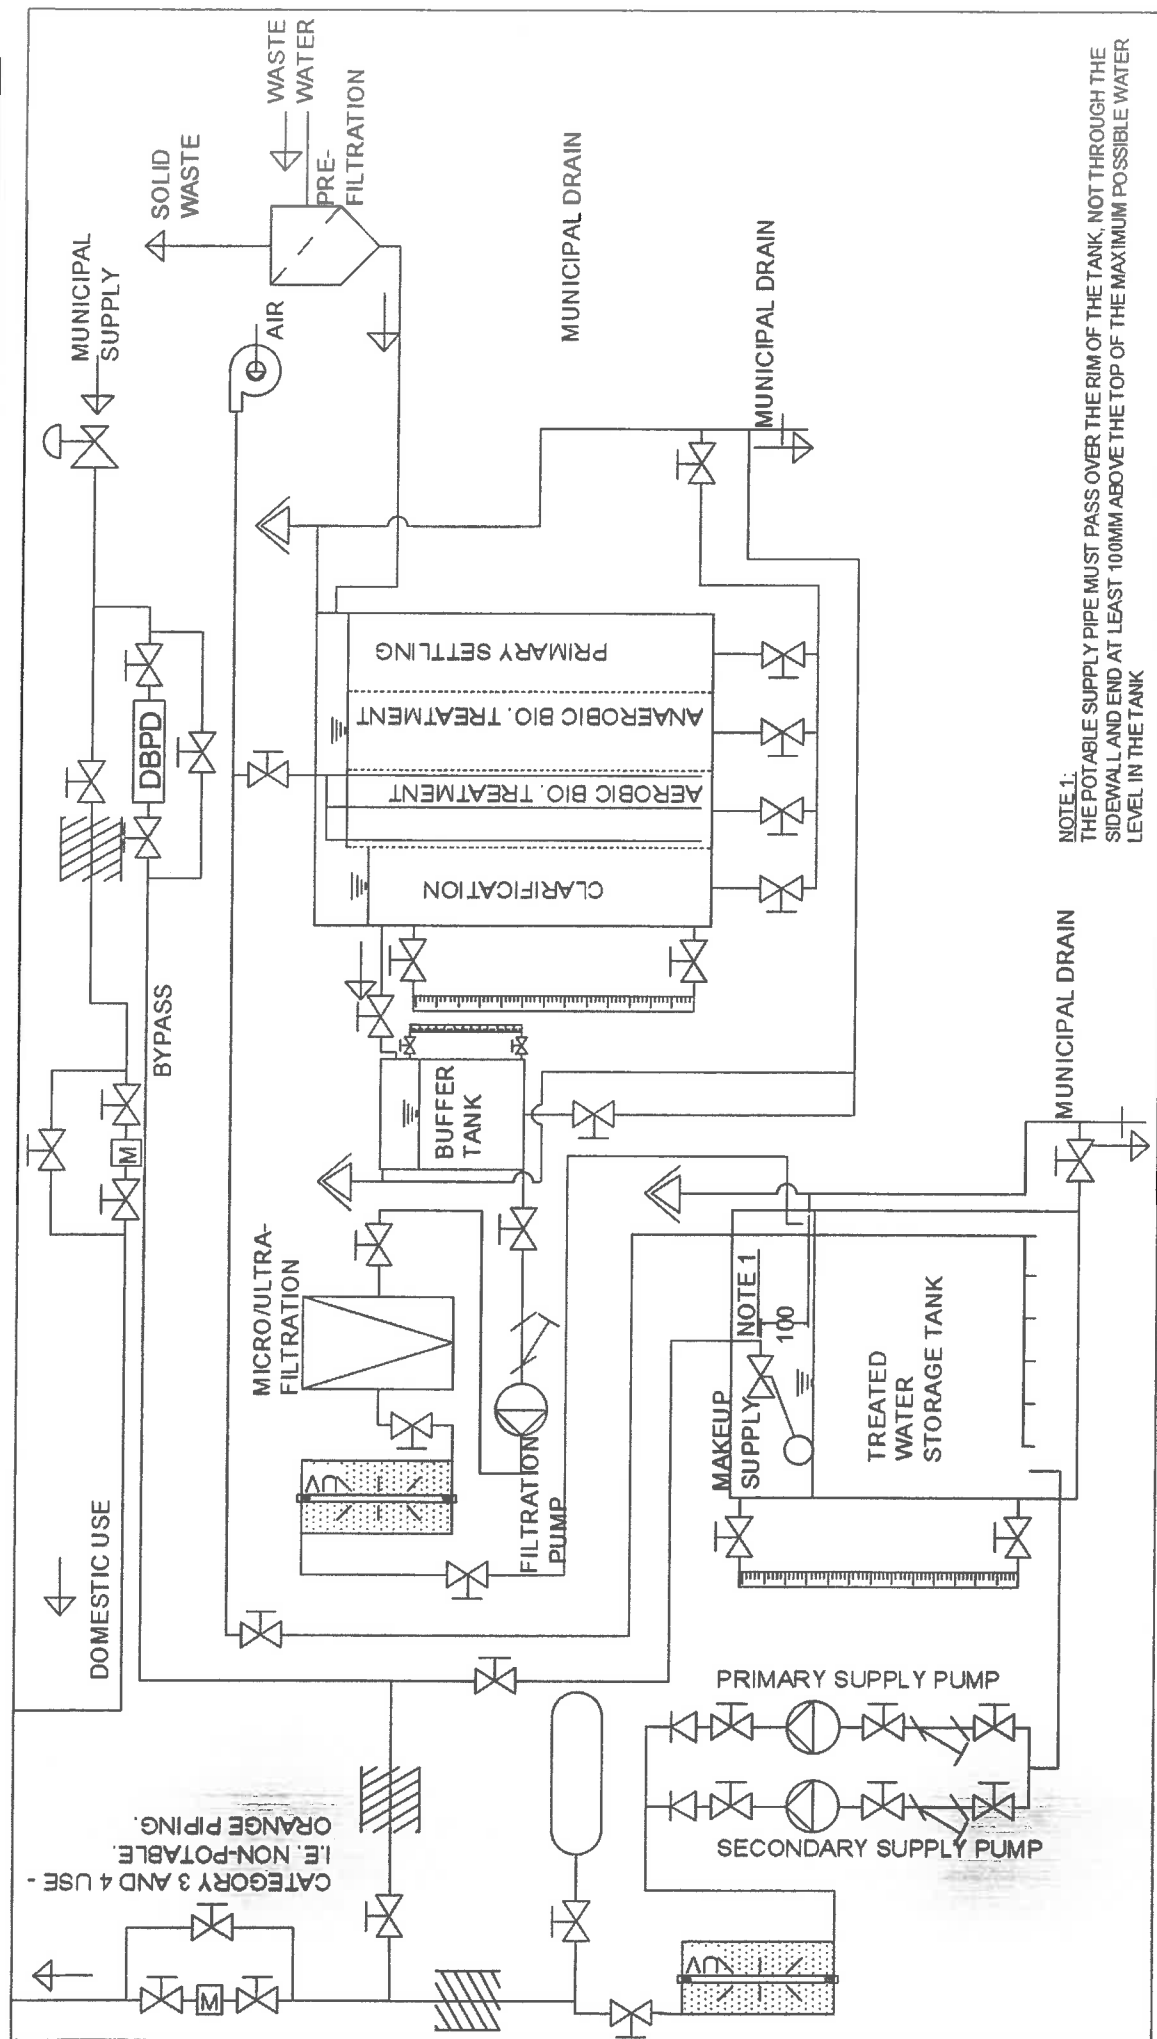 WASTE
WATER
SOLID
WASTE
PRE-
FILTRATION
MUNICIPAL
SUPPLY
AIR
MUNICIPAL DRAIN
MUNICIPAL DRAIN
DBPD
PRIMARY SETTLING
ANAEROBIC BIO. TREATMENT
AEROBIC BIO. TREATMENT
CLARIFICATION
BYPASS
M
BUFFER
TANK
MICRO/ULTRA-
FILTRATION
UV
FILTRATION
PUMP
DOMESTIC USE
MAKEUP
SUPPLY
NOTE 1
100
TREATED
WATER
STORAGE TANK
MUNICIPAL DRAIN
PRIMARY SUPPLY PUMP
SECONDARY SUPPLY PUMP
CATEGORY 3 AND 4 USE -
I.E. NON-POTABLE.
ORANGE PIPING.
M
UV
NOTE 1:
THE POTABLE SUPPLY PIPE MUST PASS OVER THE RIM OF THE TANK, NOT THROUGH THE
SIDEWALL AND END AT LEAST 100MM ABOVE THE TOP OF THE MAXIMUM POSSIBLE WATER
LEVEL IN THE TANK